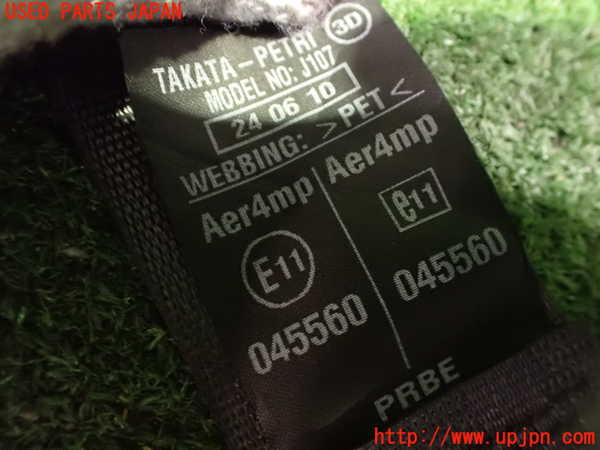 USED PARTS JAPAN
TAKATA-PETRI 3D
MODEL NO: J107
24 06 10
WEBBING: >PET<
Aer4mp Aer4mp
E11 e11
045560 045560
PRBE
http://www.upjpn.com/